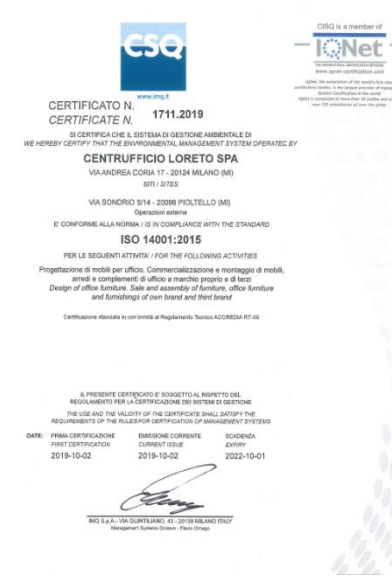 CSQ
www.imq.it
CISQ is a member of
IQNet
THE INTERNATIONAL CERTIFICATION NETWORK
www.iqnet-certification.com
CERTIFICATO N.
CERTIFICATE N. 1711.2019
SI CERTIFICA CHE IL SISTEMA DI GESTIONE AMBIENTALE DI
WE HEREBY CERTIFY THAT THE ENVIRONMENTAL MANAGEMENT SYSTEM OPERATED BY
CENTRUFFICIO LORETO SPA
VIA ANDREA DORIA 17 - 20124 MILANO (MI)
SITI / SITES
VIA SONDRIO 5/14 - 20096 PIOLTELLO (MI)
Operazioni esterne
E' CONFORME ALLA NORMA / IS IN COMPLIANCE WITH THE STANDARD
ISO 14001:2015
PER LE SEGUENTI ATTIVITA' / FOR THE FOLLOWING ACTIVITIES
Progettazione di mobili per ufficio. Commercializzazione e montaggio di mobili,
arredi e complementi di ufficio a marchio proprio e di terzi
Design of office furniture. Sale and assembly of furniture, office furniture
and furnishings of own brand and third brand
Certificazione rilasciata in conformità al Regolamento Tecnico ACCREDIA RT-09
IL PRESENTE CERTIFICATO E' SOGGETTO AL RISPETTO DEL
REGOLAMENTO PER LA CERTIFICAZIONE DEI SISTEMI DI GESTIONE
THE USE AND THE VALIDITY OF THE CERTIFICATE SHALL SATISFY THE
REQUIREMENTS OF THE RULES FOR CERTIFICATION OF MANAGEMENT SYSTEMS
DATE: PRIMA CERTIFICAZIONE EMISSIONE CORRENTE SCADENZA
FIRST CERTIFICATION CURRENT ISSUE EXPIRY
2019-10-02 2019-10-02 2022-10-01
IMQ S.p.A. - VIA QUINTILIANO, 43 - 20138 MILANO ITALY
Management Systems Division - Flavio Ornago